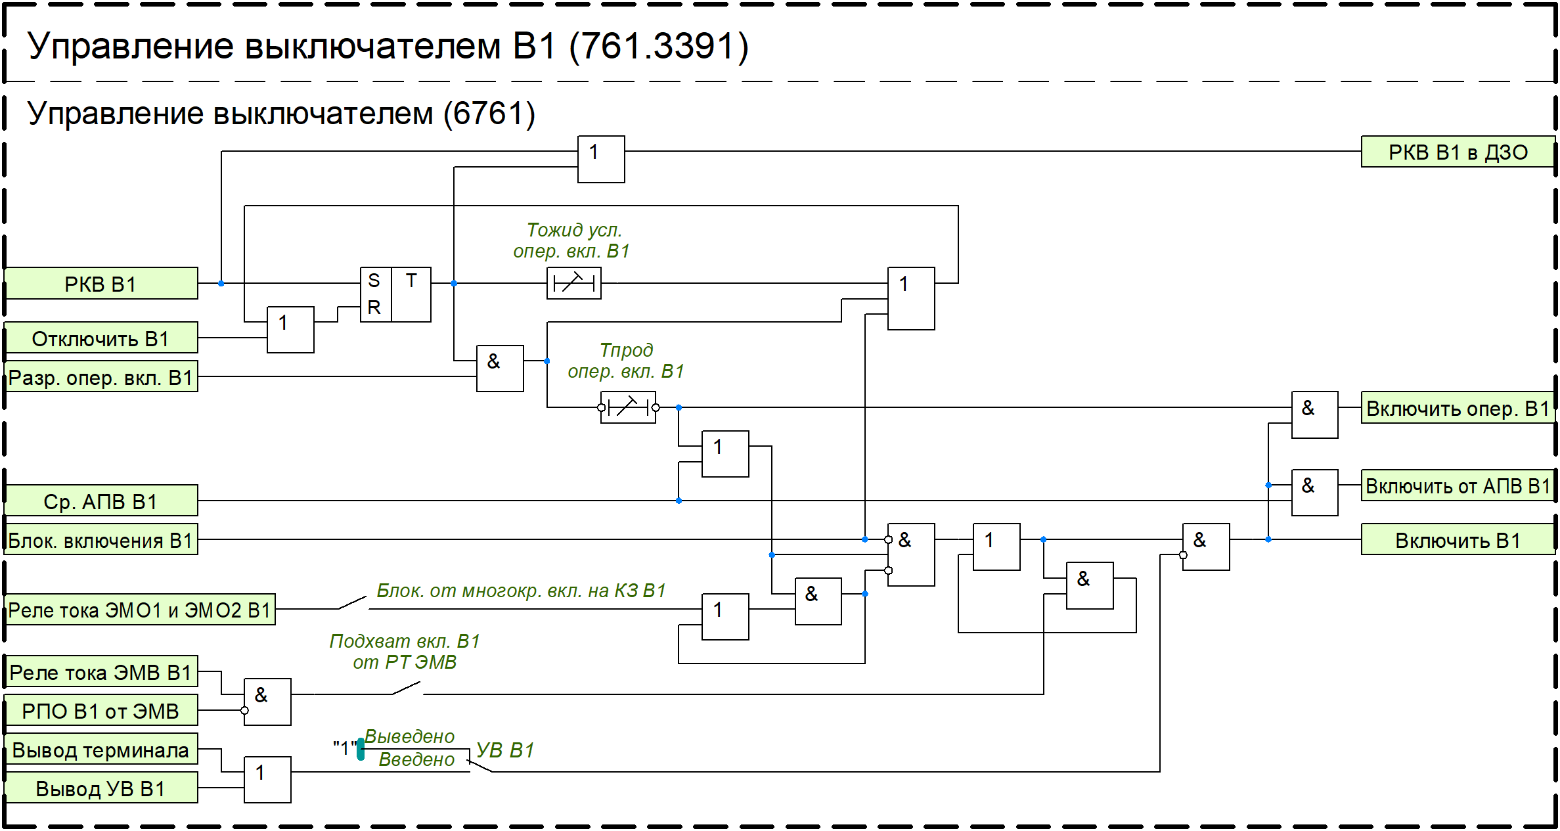 Управление выключателем В1 (761.3391)
Управление выключателем (6761)
1
РКВ В1 в ДЗО
Тожид усл.
опер. вкл. В1
РКВ В1
S T
R
1
1
Отключить В1
Разр. опер. вкл. В1
&
Тпрод
опер. вкл. В1
&
Включить опер. В1
1
Ср. АПВ В1
&
Включить от АПВ В1
Блок. включения В1
&
1
&
Включить В1
&
Блок. от многокр. вкл. на КЗ В1
&
Реле тока ЭМО1 и ЭМО2 В1
1
Подхват вкл. В1
от РТ ЭМВ
Реле тока ЭМВ В1
&
РПО В1 от ЭМВ
Вывод терминала
"1"
Выведено
Введено
УВ В1
1
Вывод УВ В1